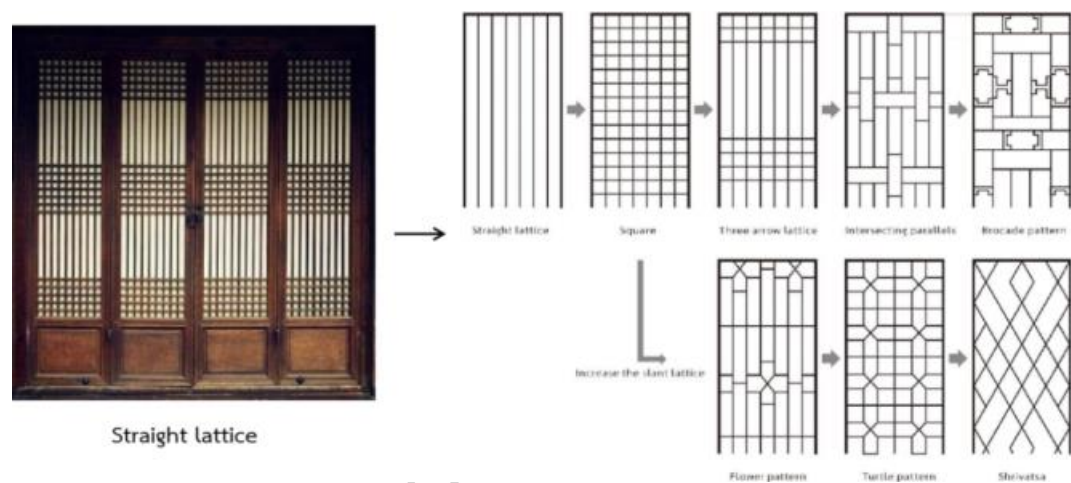 Straight lattice
Square
Three arrow lattice
Intersecting parallels
Brocade pattern
Increase the slant lattice
Straight lattice
Flower pattern
Turtle pattern
Shrivatsa